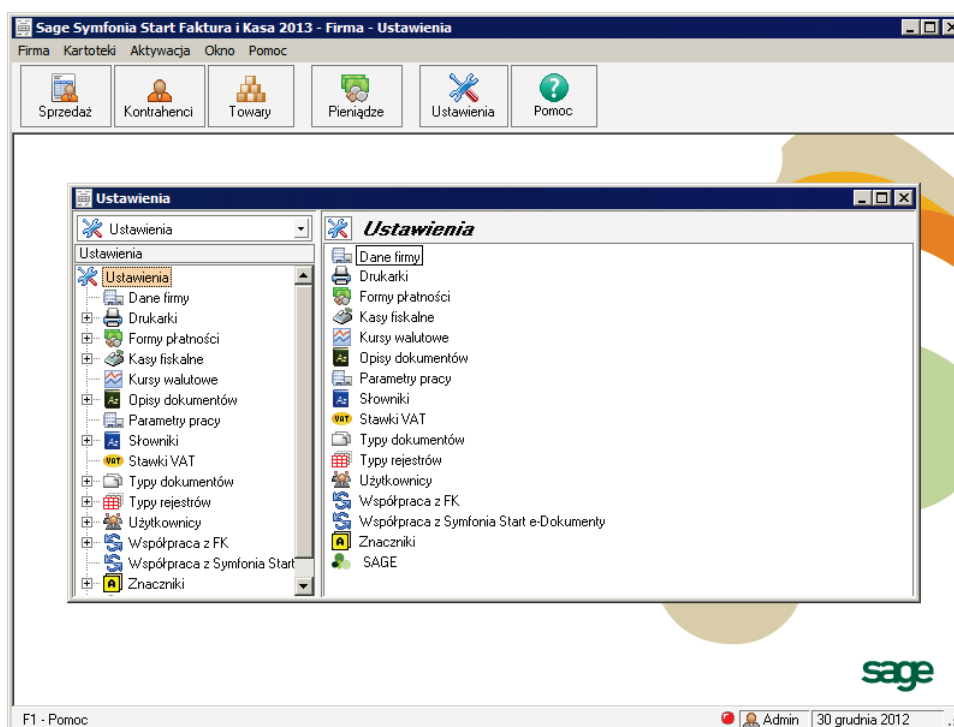 Sage Symfonia Start Faktura i Kasa 2013 - Firma - Ustawienia
Firma Kartoteki Aktywacja Okno Pomoc
Sprzedaż Kontrahenci Towary Pieniądze Ustawienia Pomoc
Ustawienia
Ustawienia
Ustawienia
Ustawienia
Dane firmy
Drukarki
Formy płatności
Kasy fiskalne
Kursy walutowe
Opisy dokumentów
Parametry pracy
Słowniki
VAT Stawki VAT
Typy dokumentów
Typy rejestrów
Użytkownicy
Współpraca z FK
Współpraca z Symfonia Start
A Znaczniki
Ustawienia
Dane firmy
Drukarki
Formy płatności
Kasy fiskalne
Kursy walutowe
Az Opisy dokumentów
Parametry pracy
Az Słowniki
VAT Stawki VAT
Typy dokumentów
Typy rejestrów
Użytkownicy
Współpraca z FK
Współpraca z Symfonia Start e-Dokumenty
A Znaczniki
SAGE
sage
F1 - Pomoc
Admin 30 grudnia 2012